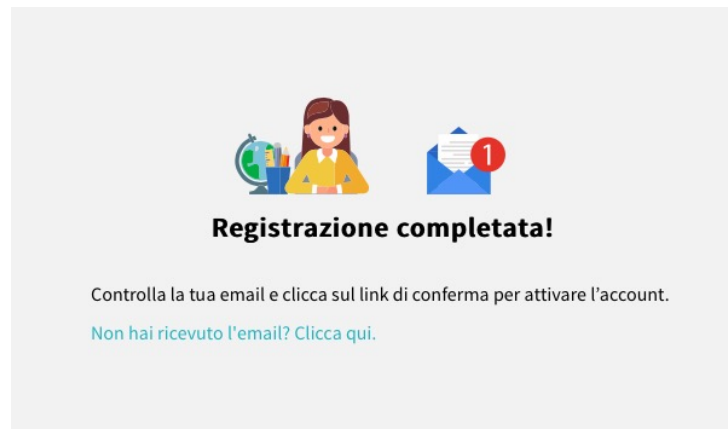 1
Registrazione completata!
Controlla la tua email e clicca sul link di conferma per attivare l’account.
Non hai ricevuto l'email? Clicca qui.